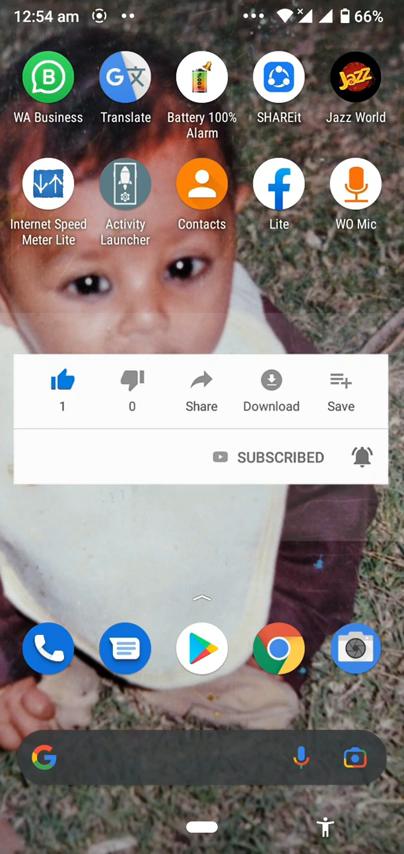 12:54 am 66%
WA Business Translate Battery 100% Alarm SHAREit Jazz World
Internet Speed Meter Lite Activity Launcher Contacts Lite WO Mic
1 0 Share Download Save
SUBSCRIBED